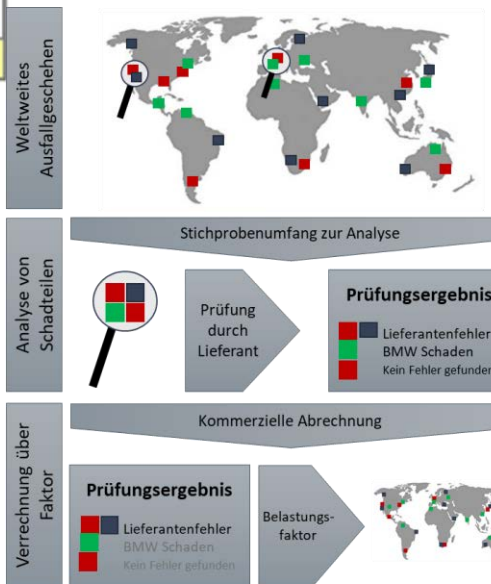 Weltweites
Ausfallgeschehen
Stichprobenumfang zur Analyse
Analyse von
Schadteilen
Prüfung
durch
Lieferant
Prüfungsergebnis
Lieferantenfehler
BMW Schaden
Kein Fehler gefunden
Kommerzielle Abrechnung
Verrechnung über
Faktor
Prüfungsergebnis
Lieferantenfehler
BMW Schaden
Kein Fehler gefunden
Belastungs-
faktor